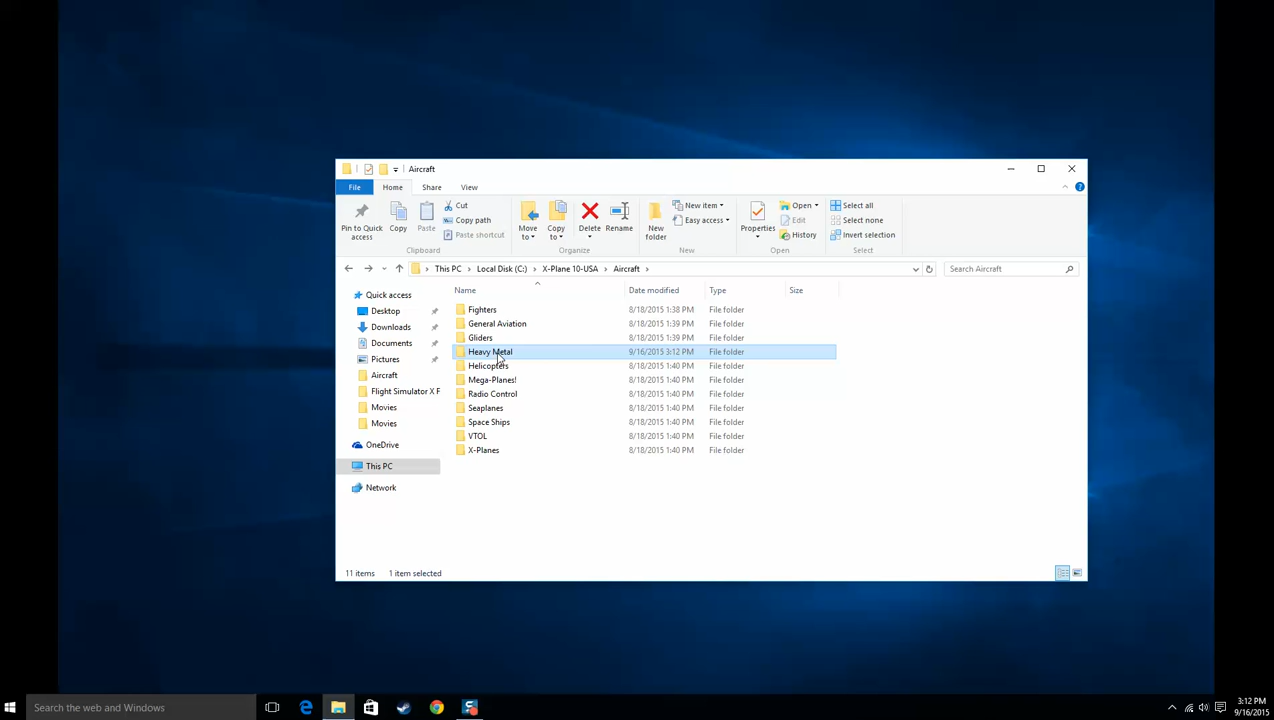 Aircraft
File Home Share View
Pin to Quick access
Copy
Paste
Cut
Copy path
Paste shortcut
Clipboard
Move to
Copy to
Delete
Rename
Organize
New folder
New item
Easy access
New
Properties
Open
Edit
History
Open
Select all
Select none
Invert selection
Select
This PC > Local Disk (C:) > X-Plane 10-USA > Aircraft >
Search Aircraft
Quick access
Desktop
Downloads
Documents
Pictures
Aircraft
Flight Simulator X F
Movies
Movies
OneDrive
This PC
Network
Name Date modified Type Size
Fighters 8/18/2015 1:38 PM File folder
General Aviation 8/18/2015 1:39 PM File folder
Gliders 8/18/2015 1:39 PM File folder
Heavy Metal 9/16/2015 3:12 PM File folder
Helicopters 8/18/2015 1:40 PM File folder
Mega-Planes! 8/18/2015 1:40 PM File folder
Radio Control 8/18/2015 1:40 PM File folder
Seaplanes 8/18/2015 1:40 PM File folder
Space Ships 8/18/2015 1:40 PM File folder
VTOL 8/18/2015 1:40 PM File folder
X-Planes 8/18/2015 1:40 PM File folder
11 items 1 item selected
Search the web and Windows
3:12 PM
9/16/2015